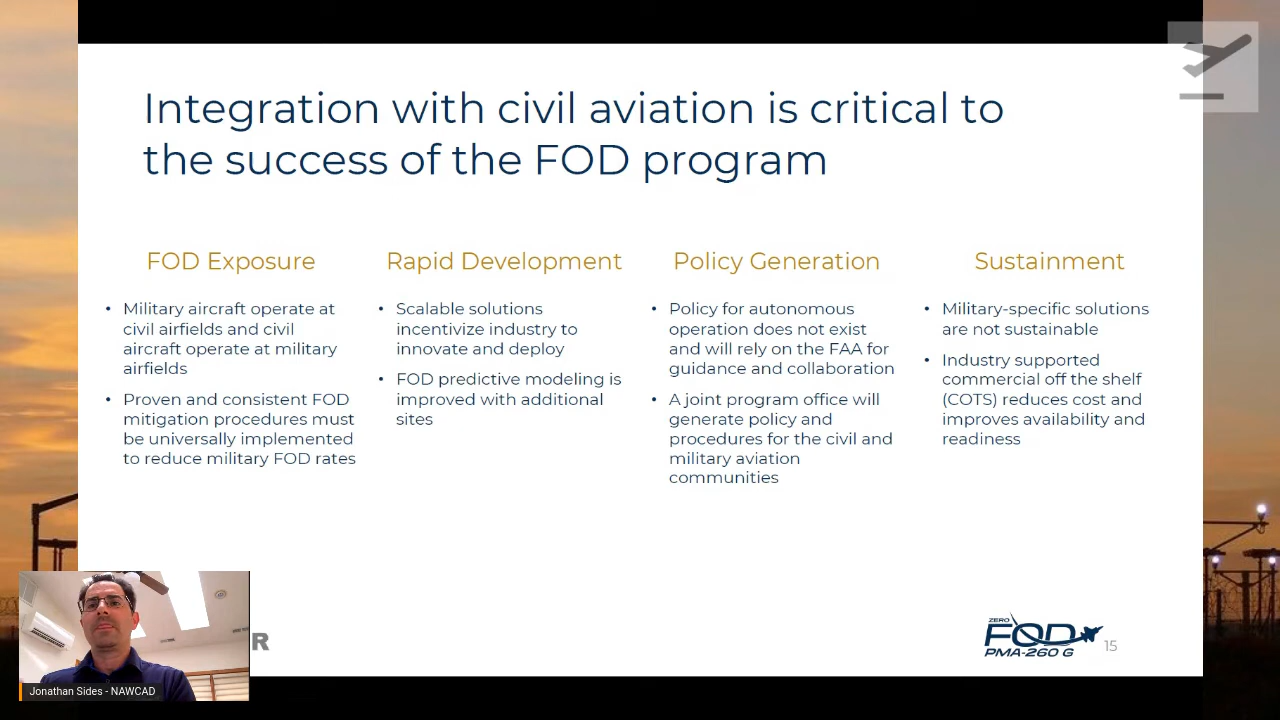 Integration with civil aviation is critical to
the success of the FOD program
FOD Exposure
• Military aircraft operate at
civil airfields and civil
aircraft operate at military
airfields
• Proven and consistent FOD
mitigation procedures must
be universally implemented
to reduce military FOD rates
Rapid Development
• Scalable solutions
incentivize industry to
innovate and deploy
• FOD predictive modeling is
improved with additional
sites
Policy Generation
• Policy for autonomous
operation does not exist
and will rely on the FAA for
guidance and collaboration
• A joint program office will
generate policy and
procedures for the civil and
military aviation
communities
Sustainment
• Military-specific solutions
are not sustainable
• Industry supported
commercial off the shelf
(COTS) reduces cost and
improves availability and
readiness
R
ZERO
FOD
PMA-260 G
15
Jonathan Sides - NAWCAD